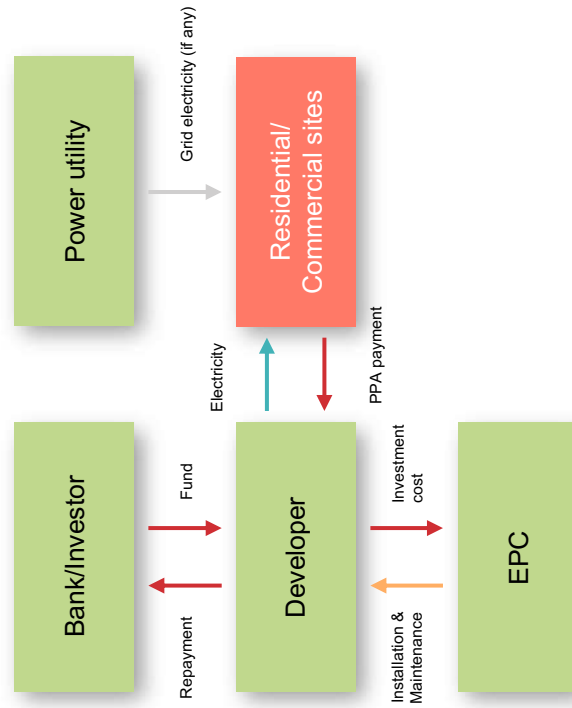 Bank/Investor
Power utility
Repayment
Fund
Grid electricity (if any)
Developer
Electricity
PPA payment
Residential/
Commercial sites
Installation &
Maintenance
Investment
cost
EPC